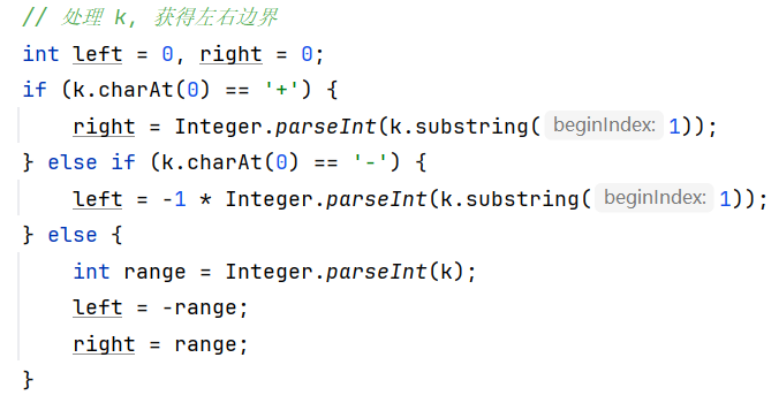 // 处理 k, 获得左右边界
int left = 0, right = 0;
if (k.charAt(0) == '+') {
    right = Integer.parseInt(k.substring( beginIndex: 1));
} else if (k.charAt(0) == '-') {
    left = -1 * Integer.parseInt(k.substring( beginIndex: 1));
} else {
    int range = Integer.parseInt(k);
    left = -range;
    right = range;
}